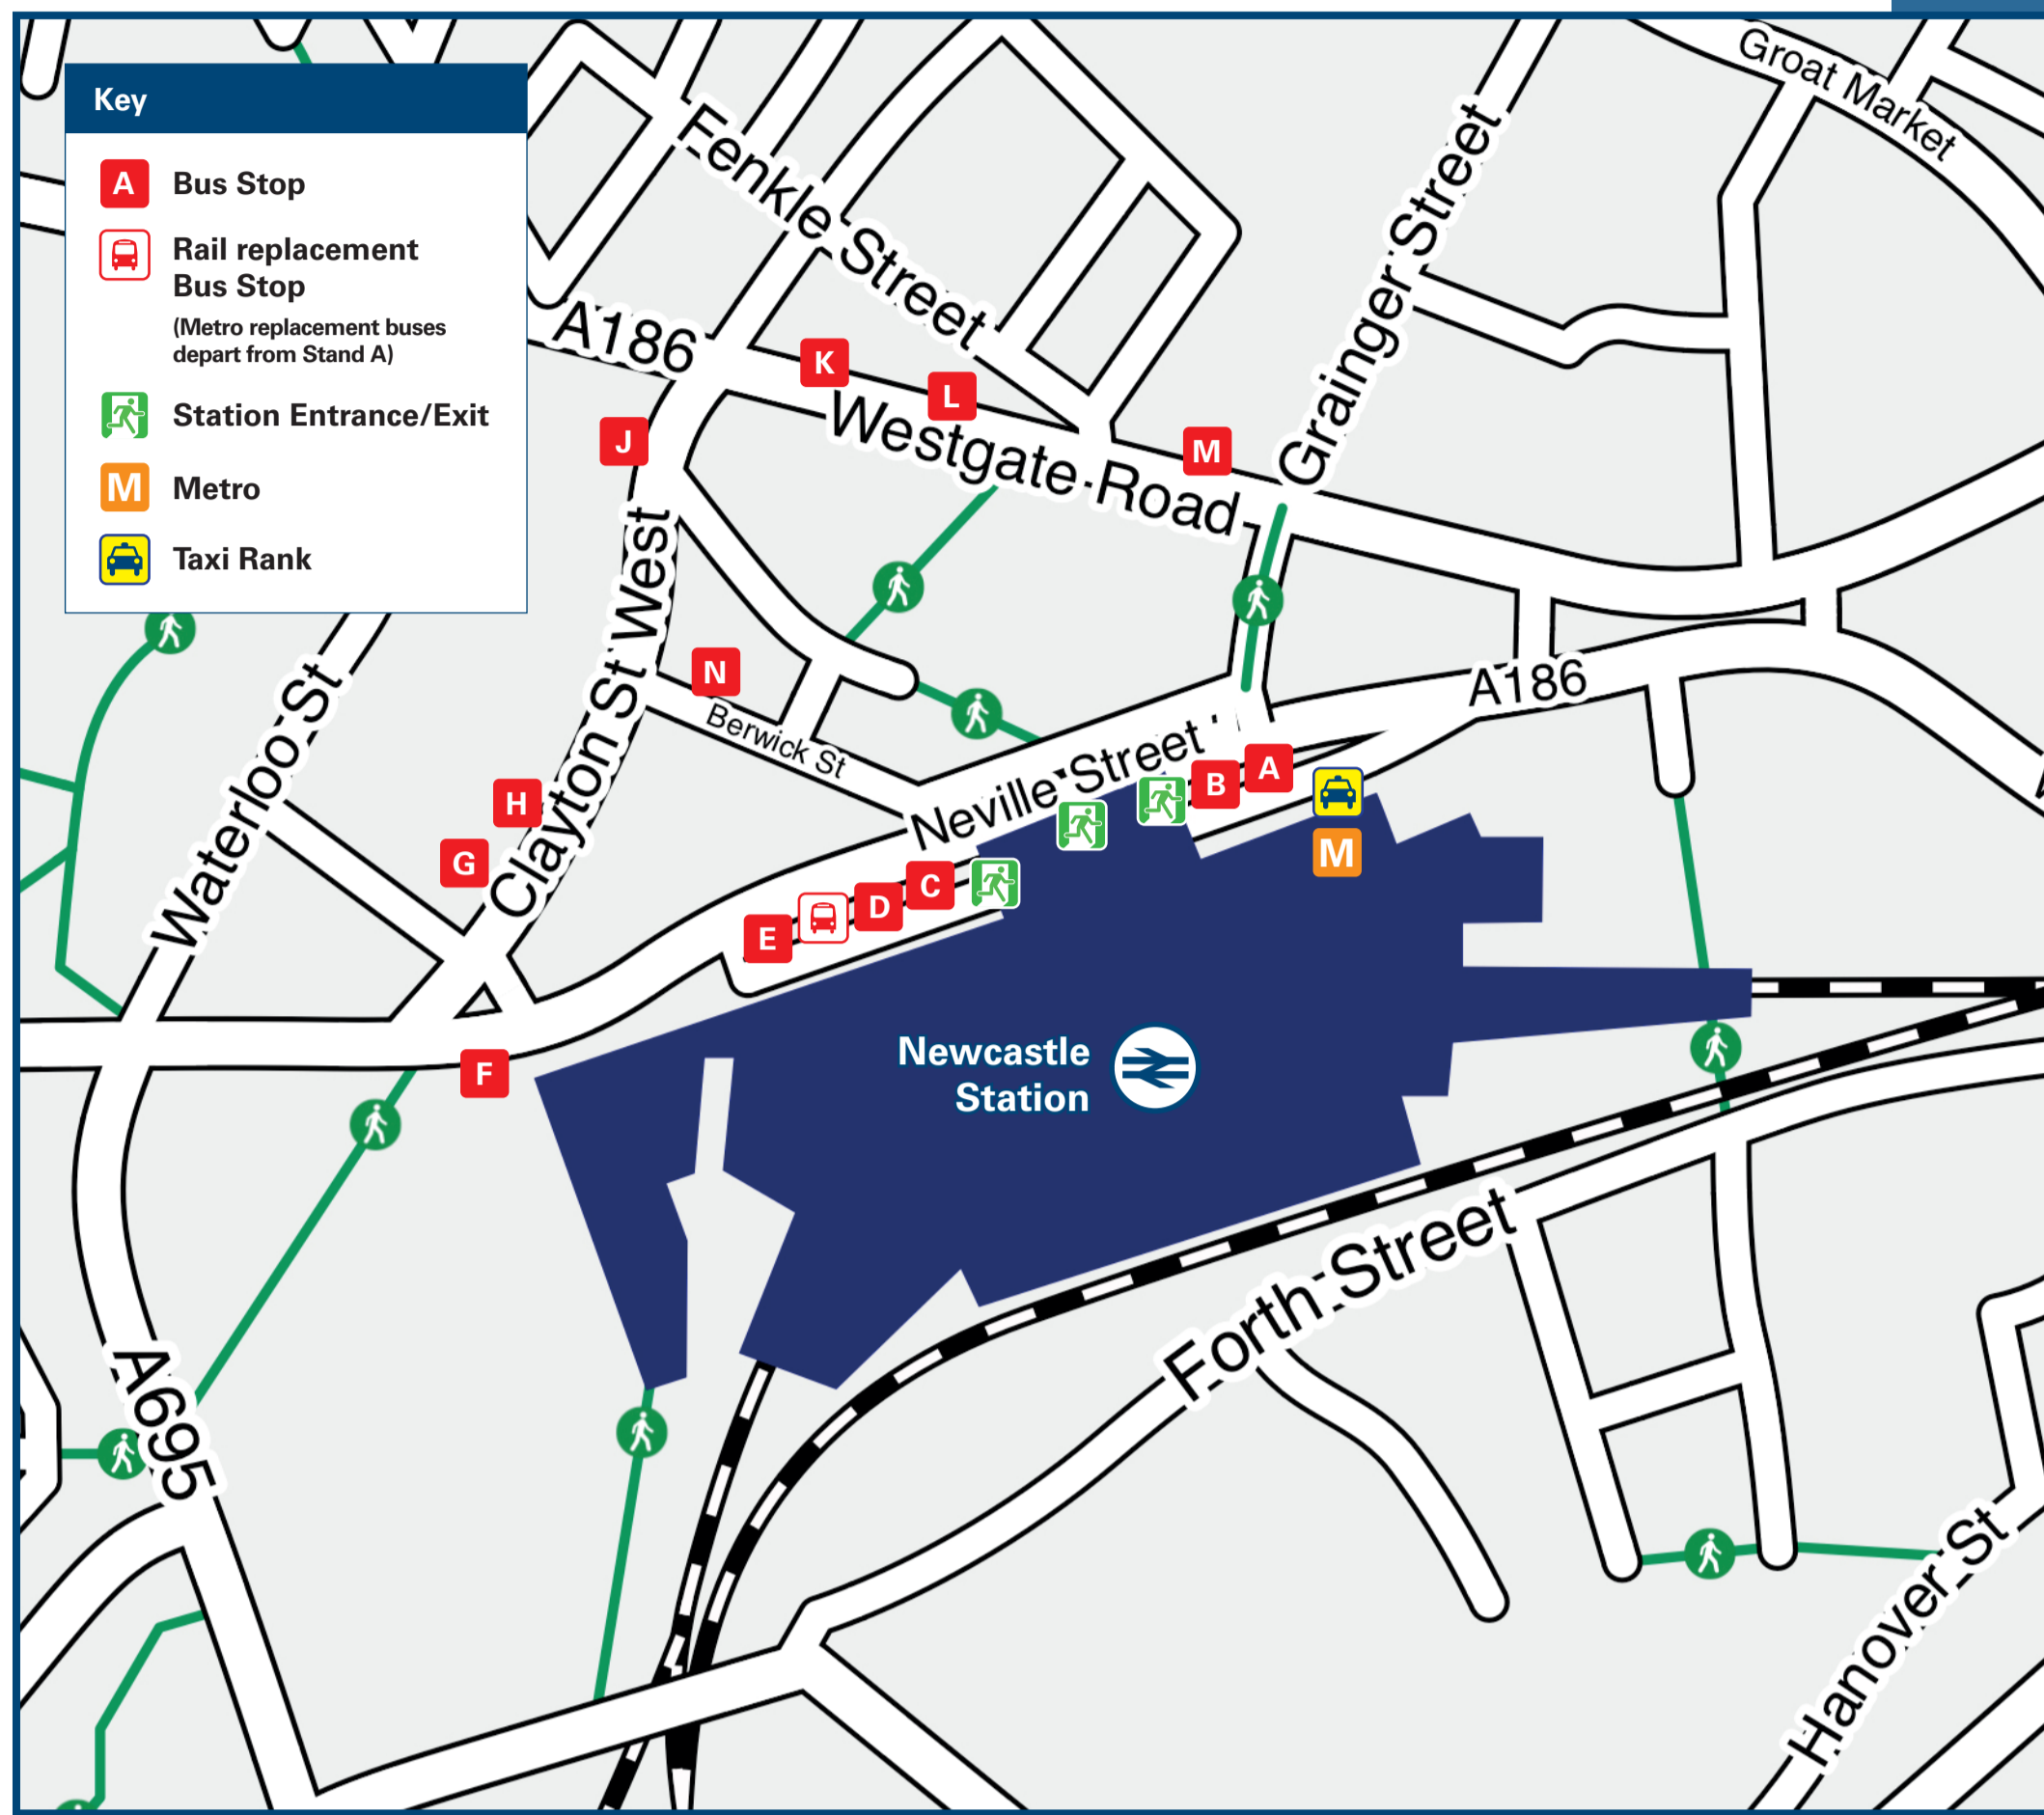 Key
A
Bus Stop
Rail replacement
Bus Stop
(Metro replacement buses
depart from Stand A)
Station Entrance/Exit
M
Metro
Taxi Rank
Groat Market
Fenkle Street
Grainger Street
A186
K
L
J
M
Westgate Road
Clayton St West
N
Berwick St
A186
Waterloo St
Neville Street
A
B
H
G
M
C
D
E
F
Newcastle
Station
Forth Street
A695
Hanover St